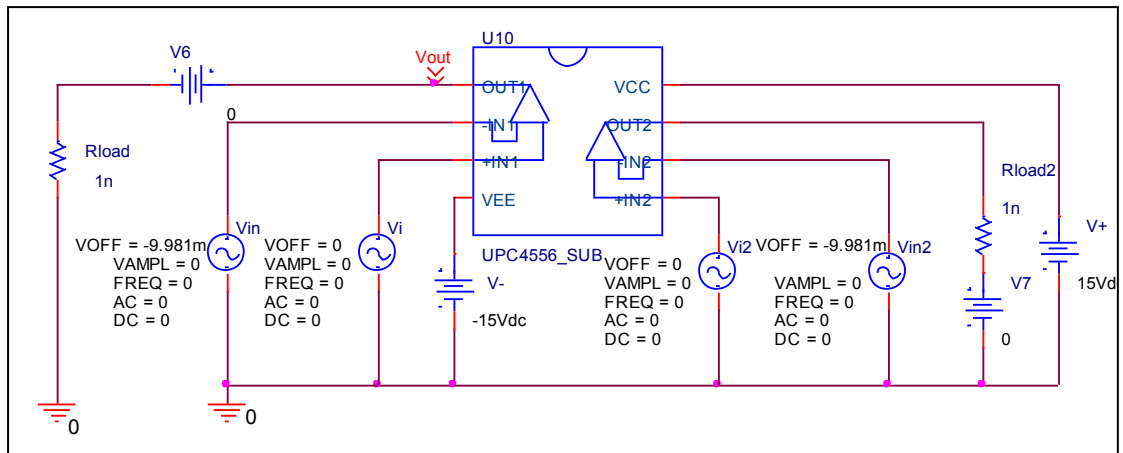 U10
V6
Vout
OUT1
-IN1
+IN1
VEE
VCC
OUT2
-IN2
+IN2
UPC4556_SUB
0
Rload
1n
Vin
VOFF = -9.981m
VAMPL = 0
FREQ = 0
AC = 0
DC = 0
Vi
VOFF = 0
VAMPL = 0
FREQ = 0
AC = 0
DC = 0
V-
-15Vdc
Vi2
VOFF = 0
VAMPL = 0
FREQ = 0
AC = 0
DC = 0
Vin2
VOFF = -9.981m
VAMPL = 0
FREQ = 0
AC = 0
DC = 0
Rload2
1n
V7
0
V+
15Vd
0
0